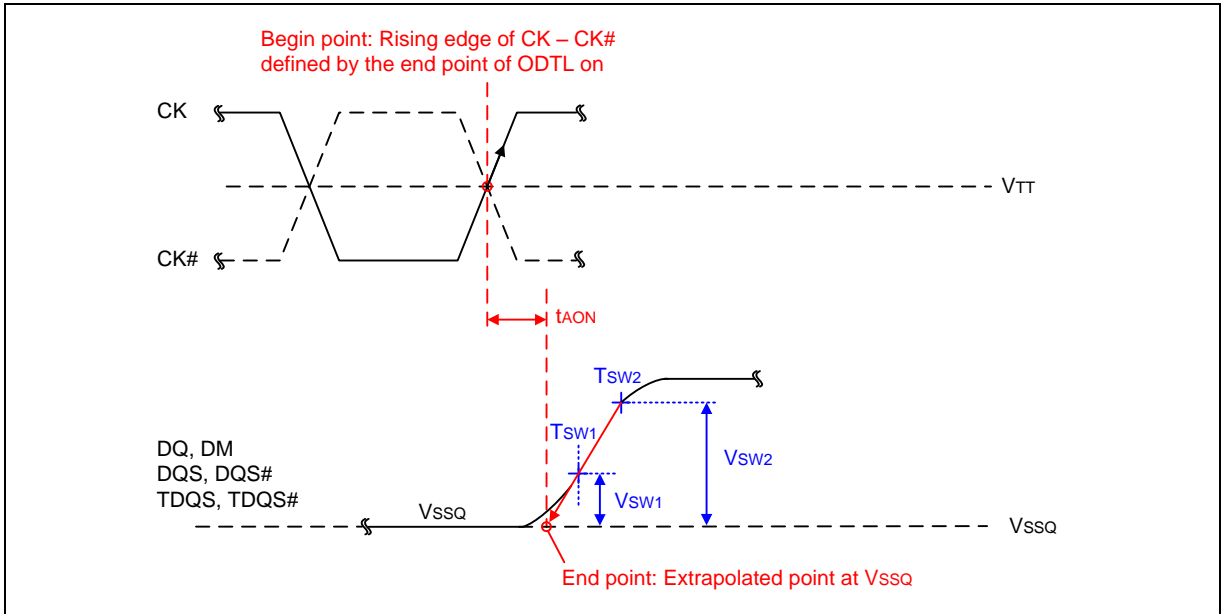 Begin point: Rising edge of CK – CK#
defined by the end point of ODTL on
CK
VTT
CK#
tAON
TSW2
TSW1
DQ, DM
DQS, DQS#
TDQS, TDQS#
VSW2
VSW1
VSSQ
VSSQ
End point: Extrapolated point at VSSQ